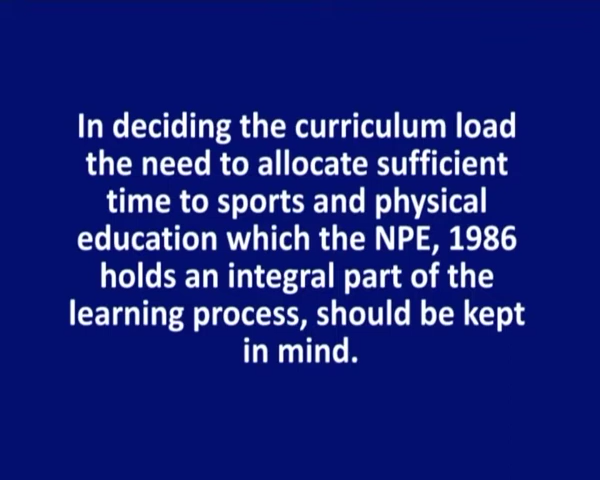 In deciding the curriculum load
the need to allocate sufficient
time to sports and physical
education which the NPE, 1986
holds an integral part of the
learning process, should be kept
in mind.